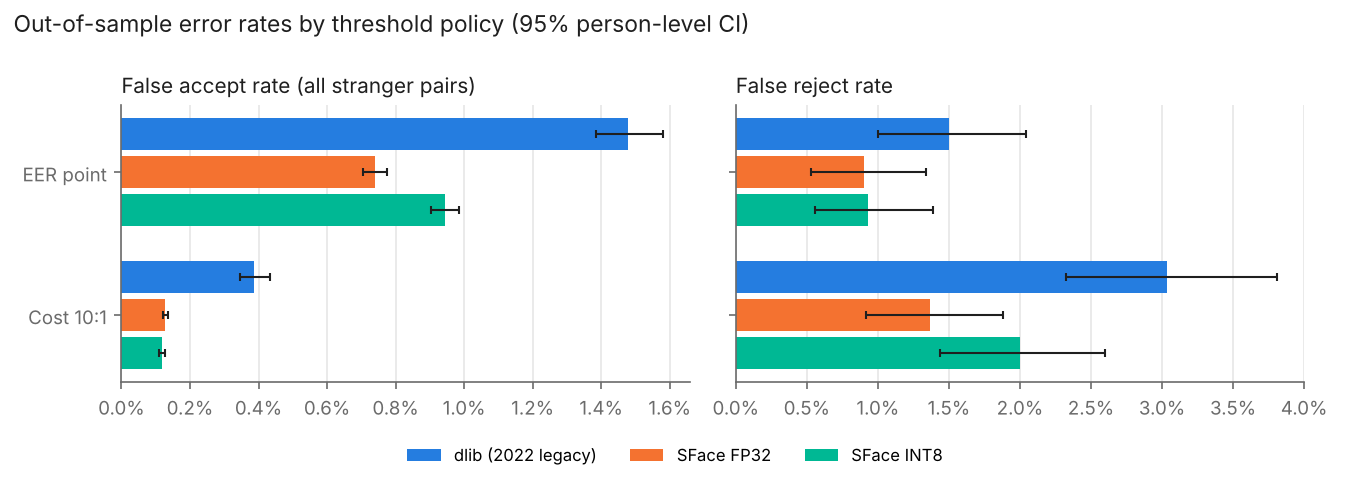 Out-of-sample error rates by threshold policy (95% person-level CI)
False accept rate (all stranger pairs)
False reject rate
EER point
Cost 10:1
0.0% 0.2% 0.4% 0.6% 0.8% 1.0% 1.2% 1.4% 1.6%
0.0% 0.5% 1.0% 1.5% 2.0% 2.5% 3.0% 3.5% 4.0%
dlib (2022 legacy) SFace FP32 SFace INT8